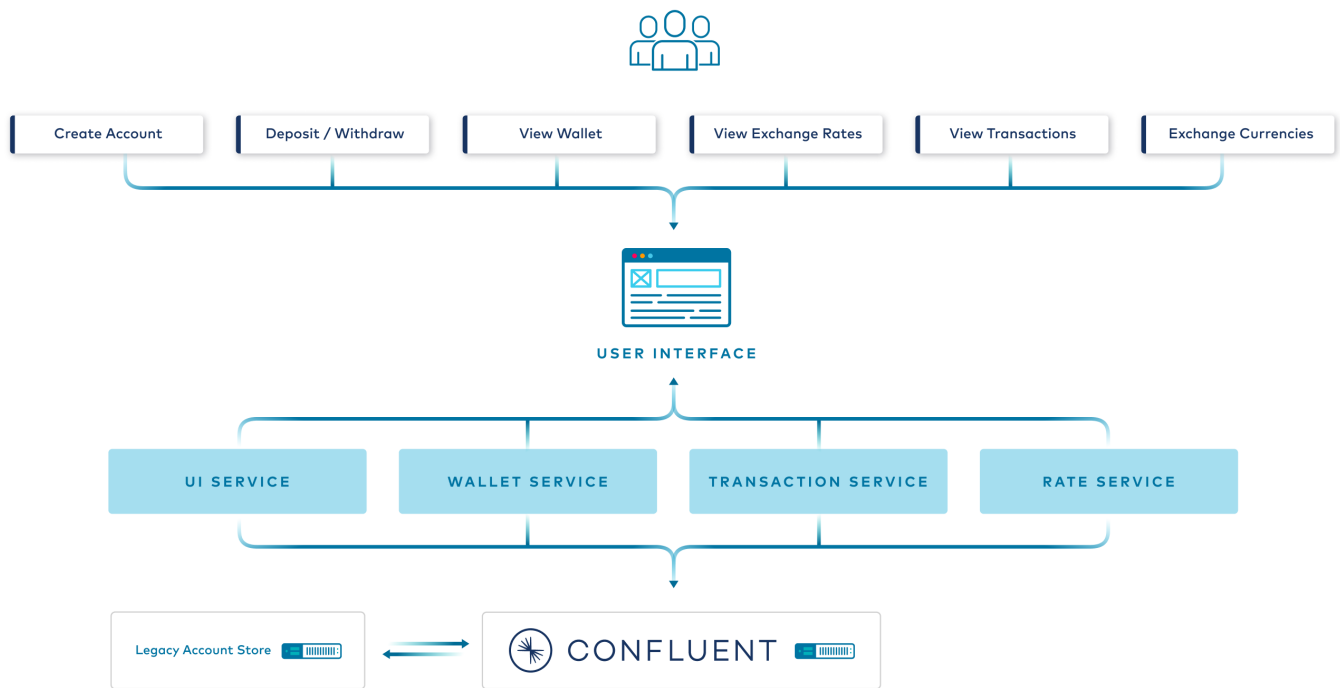 Create Account
Deposit / Withdraw
View Wallet
View Exchange Rates
View Transactions
Exchange Currencies
USER INTERFACE
UI SERVICE
WALLET SERVICE
TRANSACTION SERVICE
RATE SERVICE
Legacy Account Store
CONFLUENT